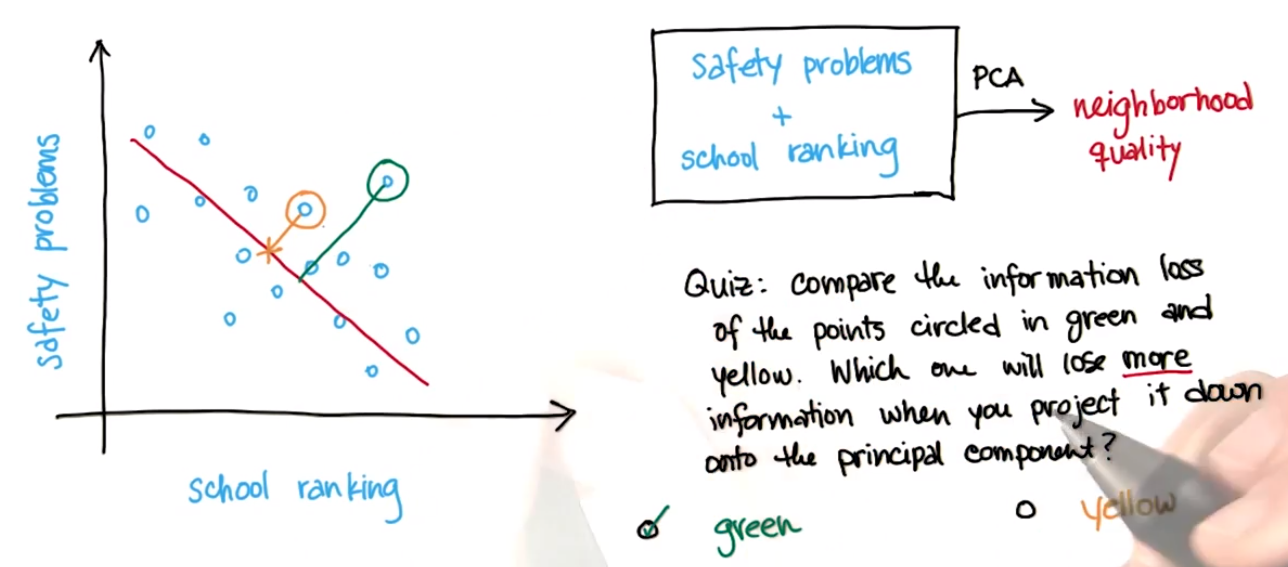 safety problems
school ranking
safety problems
+
school ranking
PCA
neighborhood
quality
Quiz: compare the information loss
of the points circled in green and
yellow. Which one will lose more
information when you project it down
onto the principal component?
green
yellow